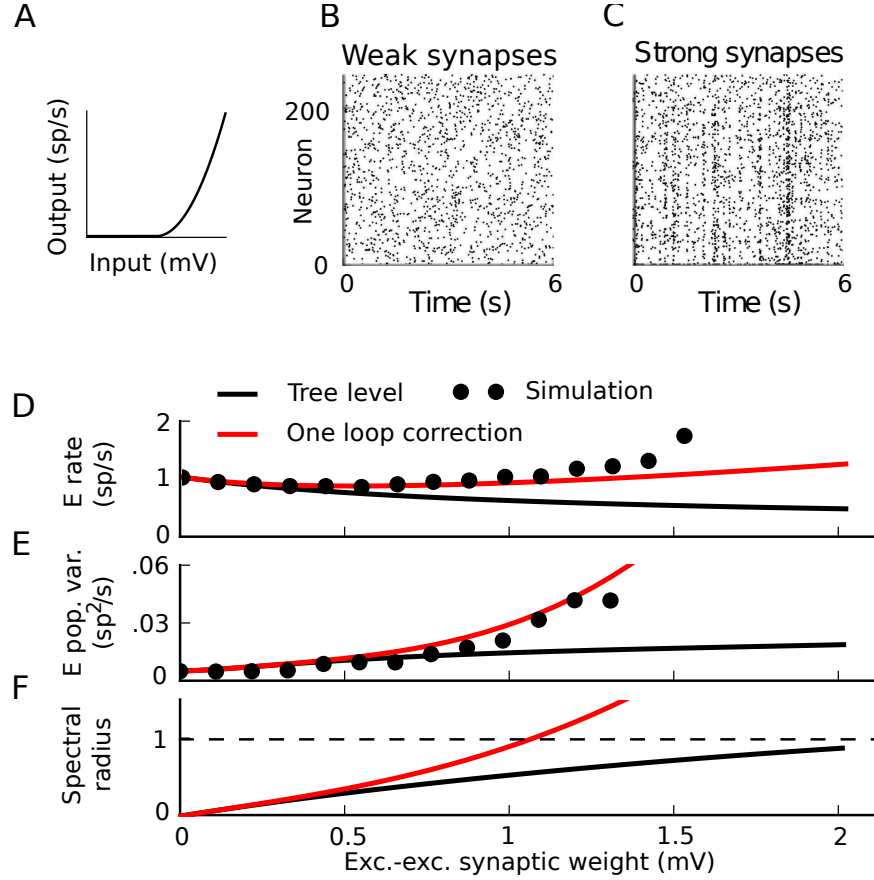 A
Output (sp/s)
Input (mV)
B
Weak synapses
Neuron
200
0
0
6
Time (s)
C
Strong synapses
0
6
Time (s)
Tree level
Simulation
One loop correction
D
E rate
(sp/s)
2
1
0
E
E pop. var.
(sp²/s)
.06
.03
0
F
Spectral
radius
1
0
0
0.5
1
1.5
2
Exc.-exc. synaptic weight (mV)